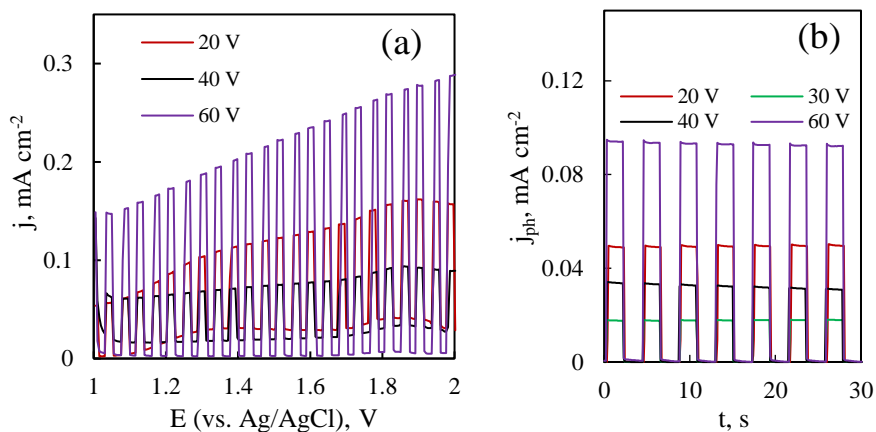 (a)
20 V
40 V
60 V
j, mA cm⁻²
0.3
0.2
0.1
0
1 1.2 1.4 1.6 1.8 2
E (vs. Ag/AgCl), V
(b)
20 V 30 V
40 V 60 V
jₚₕ, mA cm⁻²
0.12
0.08
0.04
0
0 10 20 30
t, s